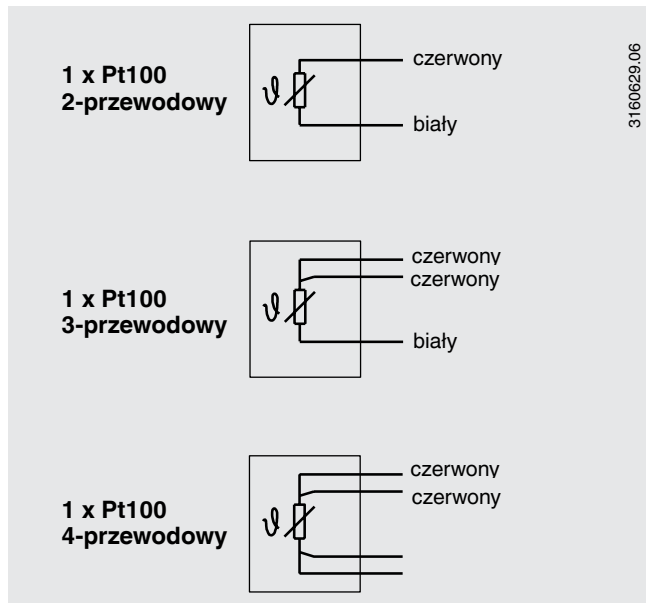 1 x Pt100
2-przewodowy
czerwony
biały
3160629.06
1 x Pt100
3-przewodowy
czerwony
czerwony
biały
1 x Pt100
4-przewodowy
czerwony
czerwony